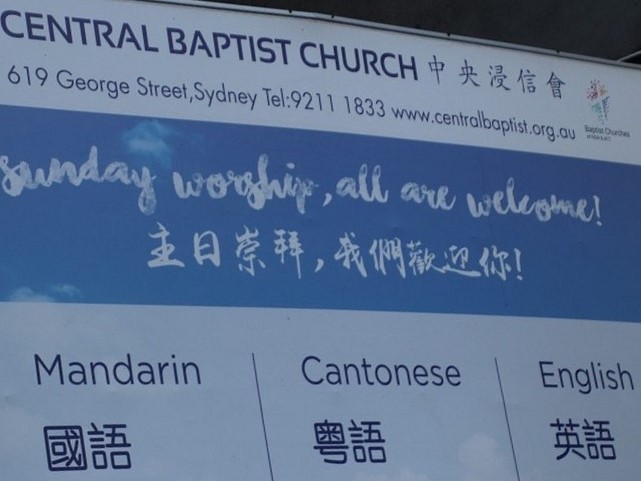 CENTRAL BAPTIST CHURCH 中央浸信會
619 George Street,Sydney Tel:9211 1833 www.centralbaptist.org.au
Baptist Churches
sunday worship, all are welcome!
主日崇拜,我們歡迎你!
Mandarin Cantonese English
國語 粵語 英語